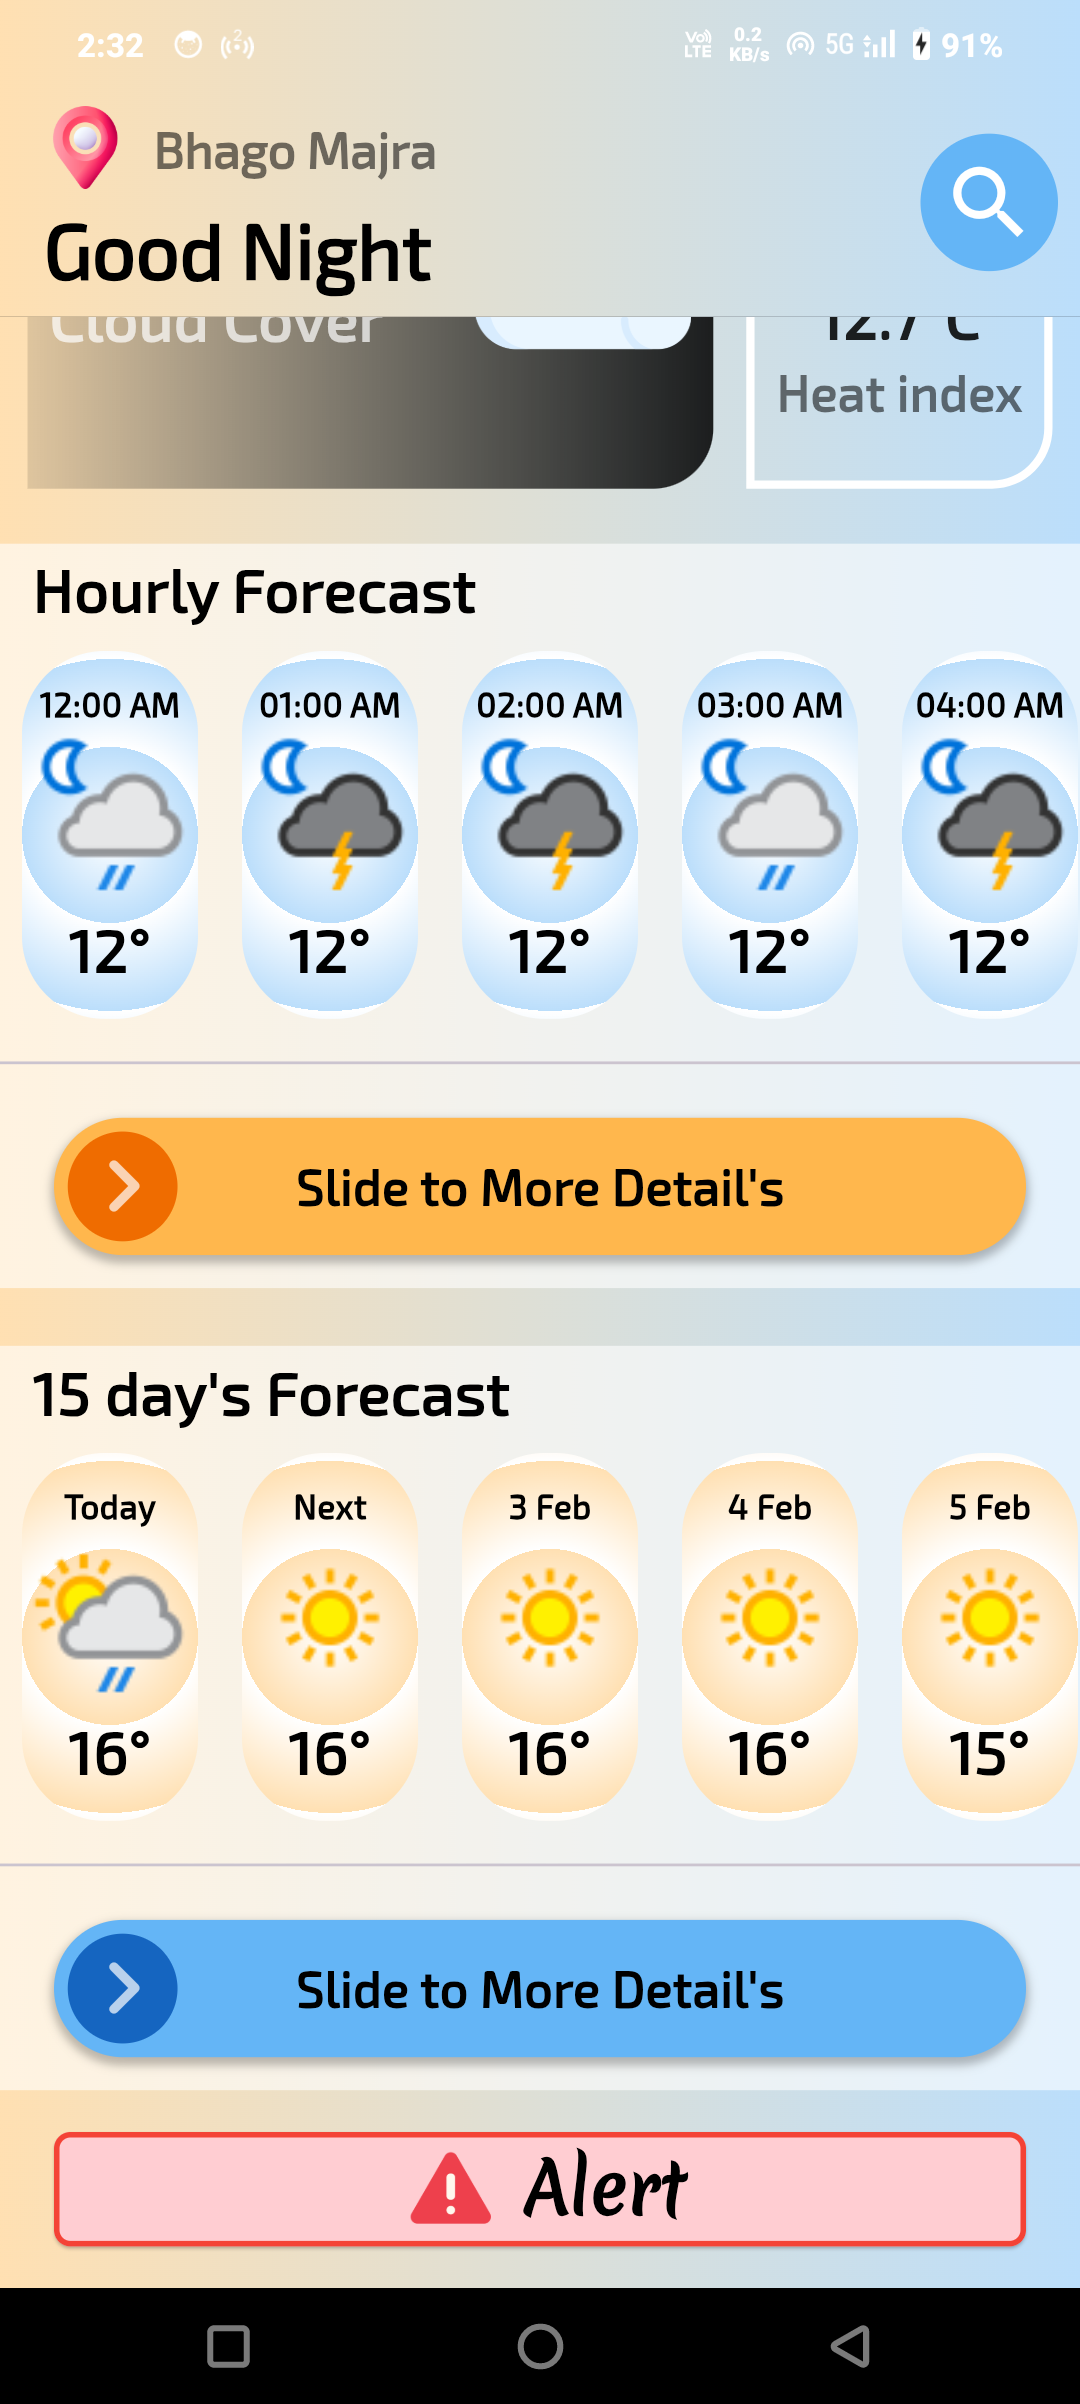 2:32
2
Vo)) LTE
0.2 KB/s
5G
91%
Bhago Majra
Good Night
Cloud Cover
12.7°C
Heat index
Hourly Forecast
12:00 AM 01:00 AM 02:00 AM 03:00 AM 04:00 AM
12° 12° 12° 12° 12°
Slide to More Detail's
15 day's Forecast
Today Next 3 Feb 4 Feb 5 Feb
16° 16° 16° 16° 15°
Slide to More Detail's
Alert